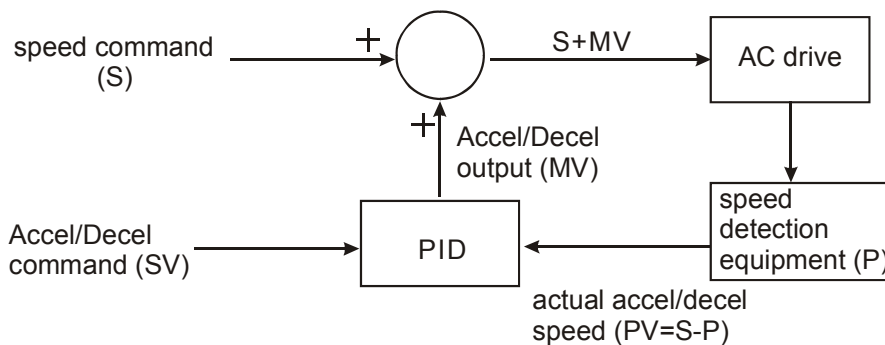 speed command
(S)
+
S+MV
AC drive
+
Accel/Decel
output (MV)
speed
detection
equipment (P)
Accel/Decel
command (SV)
PID
actual accel/decel
speed (PV=S-P)